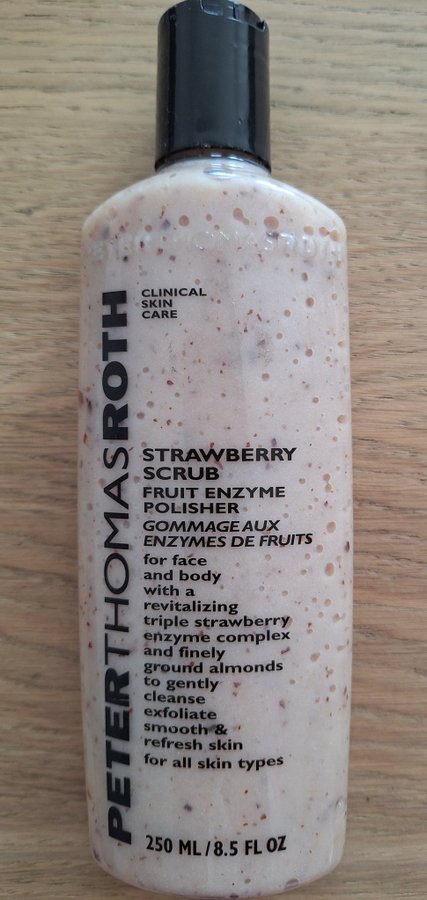 PETERTHOMASROTH
CLINICAL
SKIN
CARE
STRAWBERRY
SCRUB
FRUIT ENZYME
POLISHER
GOMMAGE AUX
ENZYMES DE FRUITS
for face
and body
with a
revitalizing
triple strawberry
enzyme complex
and finely
ground almonds
to gently
cleanse
exfoliate
smooth &
refresh skin
for all skin types
250 ML / 8.5 FL OZ